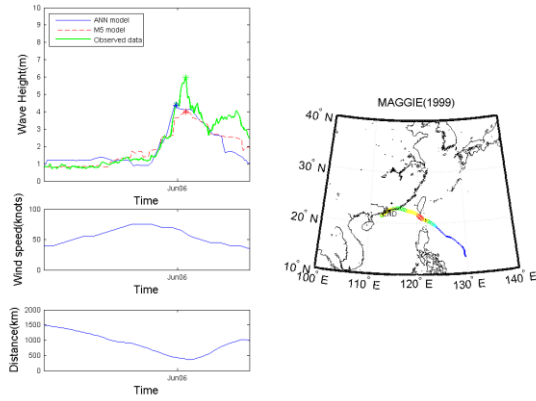 10
9
8
7
6
5
4
3
2
1
0
Wave Height(m)
ANN model
M5 model
Observed data
Jun06
Time
100
50
0
Wind speed(knots)
Jun06
Time
2000
1500
1000
500
0
Distance(km)
Jun06
Time
MAGGIE(1999)
40° N
30° N
20° N
10° N
100° E
110° E
120° E
130° E
140° E